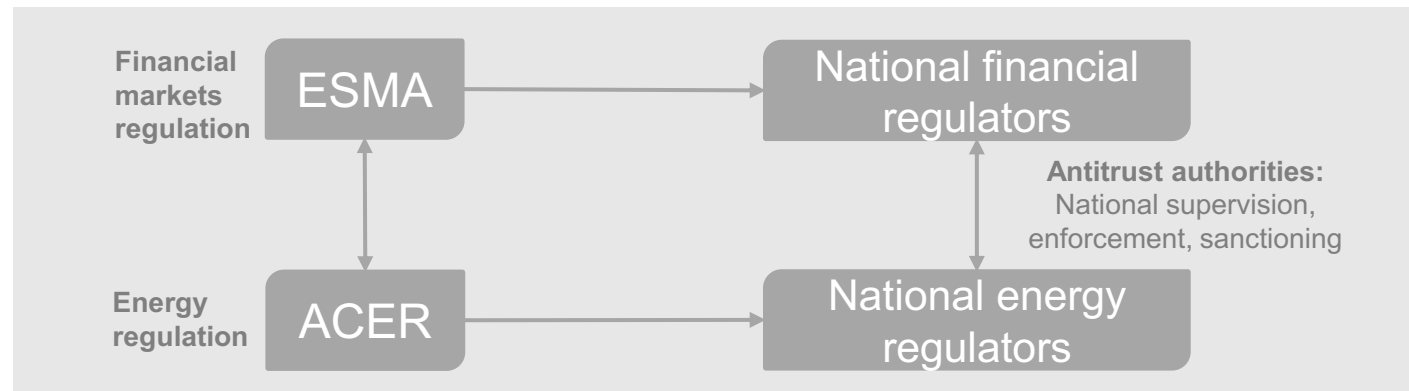 Financial
markets
regulation
ESMA
National financial
regulators
Antitrust authorities:
National supervision,
enforcement, sanctioning
Energy
regulation
ACER
National energy
regulators